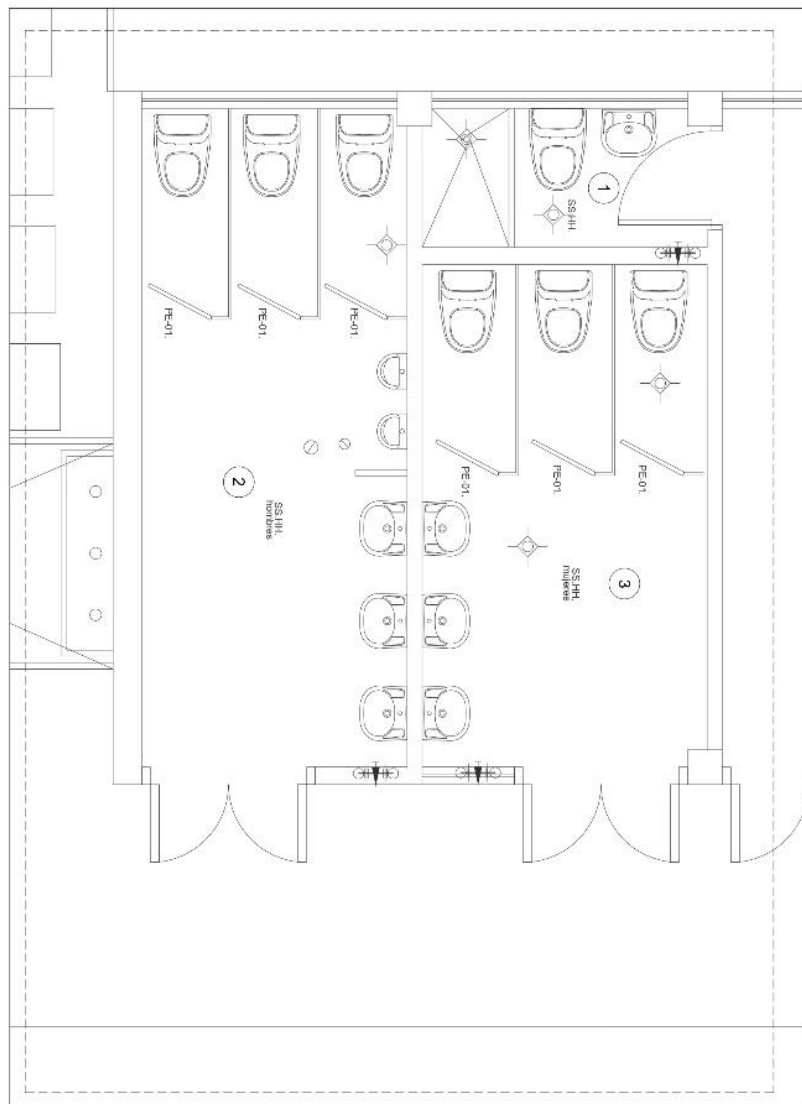 1
SS.HH.
PE-01.
PE-01.
PE-01.
2
SS.HH.
hombres
PE-01.
PE-01.
PE-01.
3
SS.HH.
mujeres